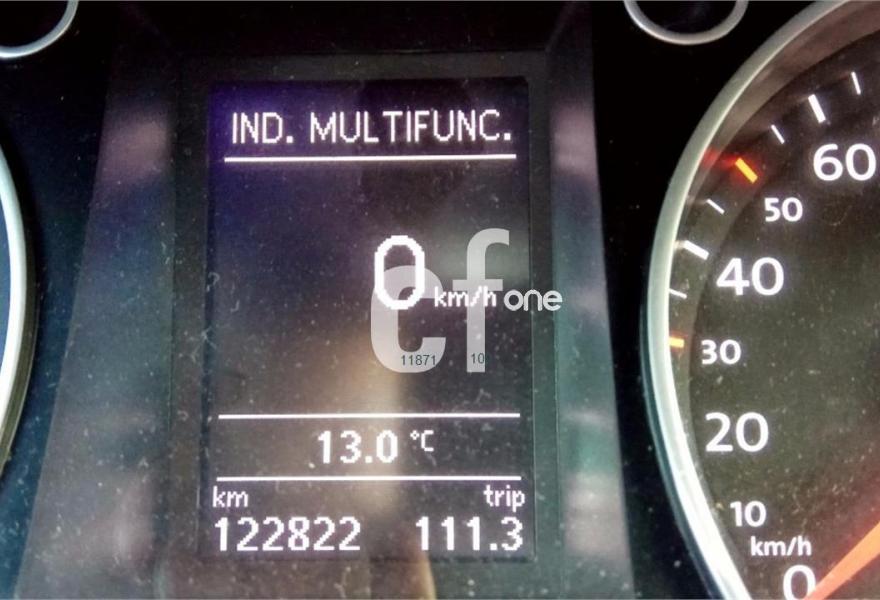 IND. MULTIFUNC.
0 km/h
cf one
11871 10
13.0 °C
km trip
122822 111.3
60
50
40
30
20
10
km/h
0